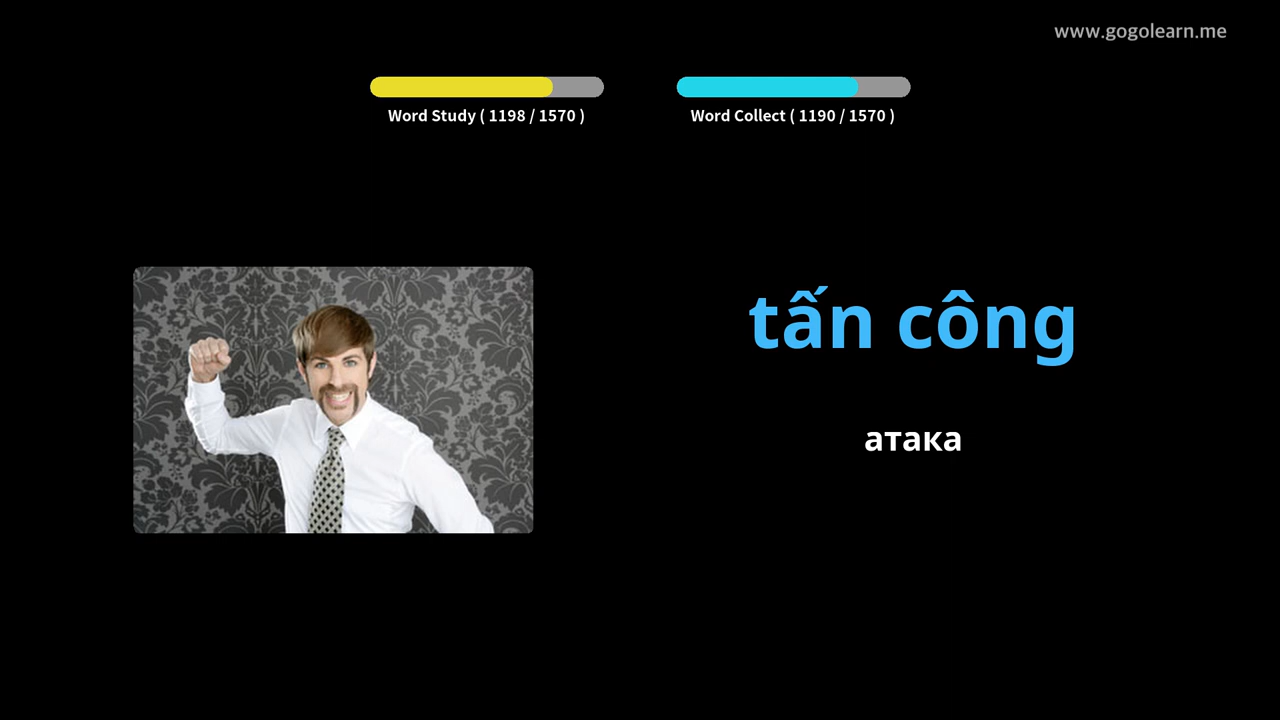 www.gogolearn.me
Word Study ( 1198 / 1570 )
Word Collect ( 1190 / 1570 )
tấn công
атака